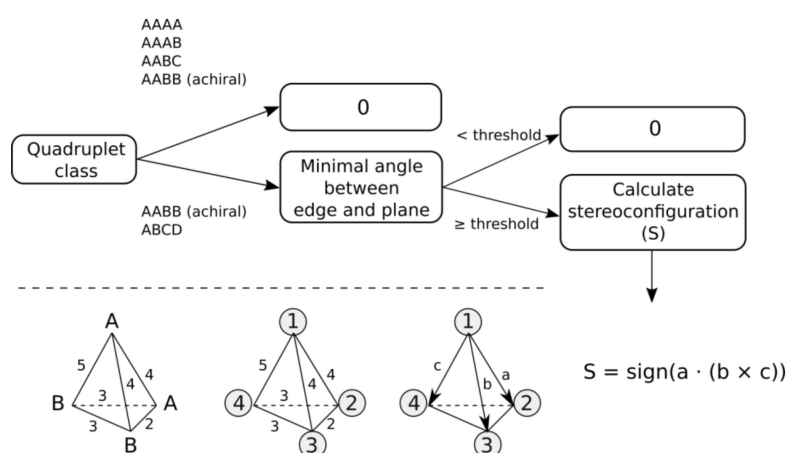 AAAA
AAAB
AABC
AABB (achiral)
0
Quadruplet
class
Minimal angle
between
edge and plane
AABB (achiral)
ABCD
< threshold
0
≥ threshold
Calculate
stereoconfiguration
(S)
A
5
4
4
3
B
A
3
2
B
1
5
4
4
3
4
2
3
2
3
1
c
a
b
4
2
3
S = sign(a · (b × c))